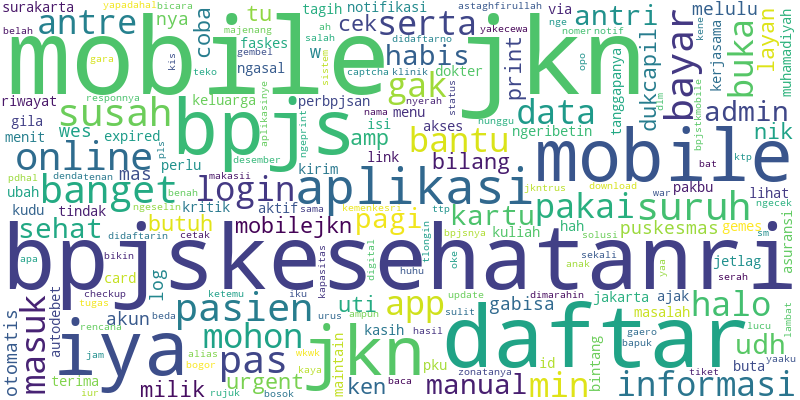 surakarta yapadahal bicara nya tu tagih notifikasi astaghfirullah nge via melulu
belah antre cek serta antri nomer notif kene
mobile jkn
majenang gara coba w faskes ah salah gembel didaftarno habis yakecewa dukcapil opo buka layan
kis teko ngasal sistem captcha klinik dokter print tanggapanya kerjasama muhamadiyah
riwayat responnya keluarga aplikasinye perbpjsan nyerah gak nama menu status bayar
gila susah bpjs data admin
menit wes expired desember ngeprint isi akses hunggu ngeribetin dim bpjstkmobile nik
online pls mas perlu amp bantu link bilang mobile bat ktp
pdhal dendatenan kirim makasii jkntrus download war pakbu lihat ngecek
ubah banget login aplikasi pakai suruh
kudu ngeselin benah tindak kritik aktif sama kemenkes ttp kartu puskesmas gemes asuransi
sehat didaftarin butuh pagi bpjsnya tlongin kuliah hah solusi sekali sm
apa cetak mobilejkn
bpjskesehatanri
card bikin log ketemu iku huhu kapasitas digital oke anak yaa jetlag
checkup dimarahin serah
otomatis masuk autodebet tugas pasien uti app update sulit gabisa jakarta ajak halo
rencana akun beda ampuh urus kasih hasil gaero masalah lucu lambat
iya mohon jkn daftar
jam alias wkwk maintain id bapuk udh
bogor pas kaya pku zonatanya bintang buta yaaku
terima urgent ken manual min tiket informasi
iur milik rujuk bosok baca